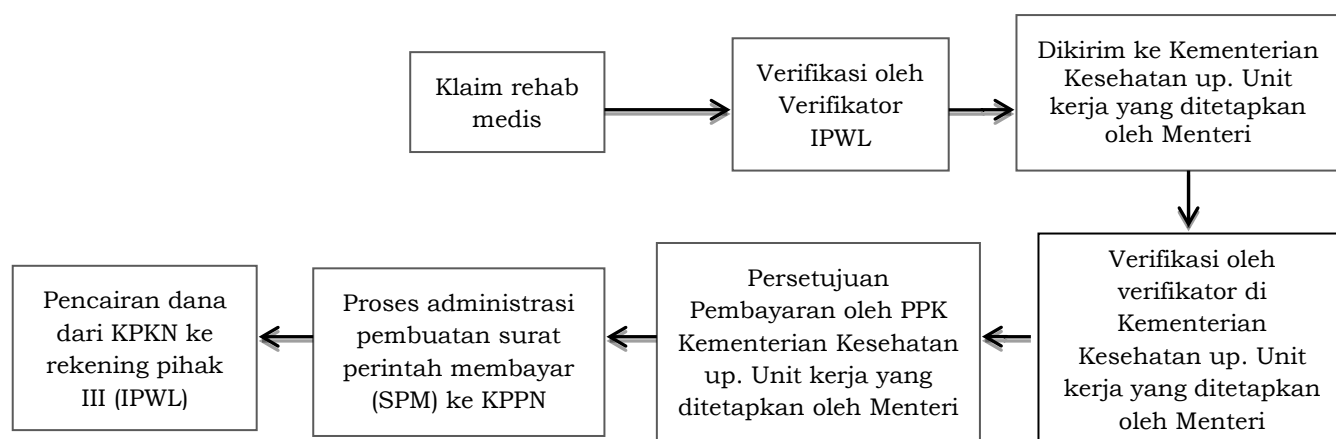 Klaim rehab
medis
Verifikasi oleh
Verifikator
IPWL
Dikirim ke Kementerian
Kesehatan up. Unit
kerja yang ditetapkan
oleh Menteri
Verifikasi oleh
verifikator di
Kementerian
Kesehatan up. Unit
kerja yang ditetapkan
oleh Menteri
Persetujuan
Pembayaran oleh PPK
Kementerian Kesehatan
up. Unit kerja yang
ditetapkan oleh Menteri
Proses administrasi
pembuatan surat
perintah membayar
(SPM) ke KPPN
Pencairan dana
dari KPKN ke
rekening pihak
III (IPWL)